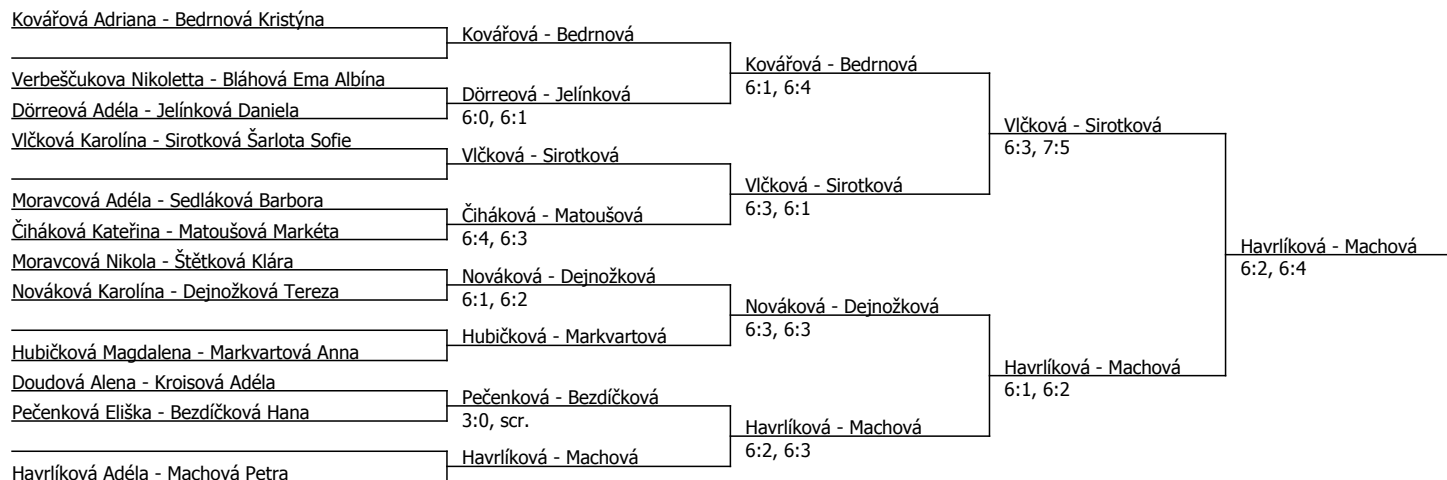 Kovářová Adriana - Bedrnová Kristýna
Verbeščukova Nikoletta - Bláhová Ema Albína
Dörreová Adéla - Jelínková Daniela
Vlčková Karolína - Sirotková Šarlota Sofie
Moravcová Adéla - Sedláková Barbora
Čiháková Kateřina - Matoušová Markéta
Moravcová Nikola - Štětková Klára
Nováková Karolína - Dejnožková Tereza
Hubičková Magdalena - Markvartová Anna
Doudová Alena - Kroisová Adéla
Pečenková Eliška - Bezdíčková Hana
Havrlíková Adéla - Machová Petra
Kovářová - Bedrnová
Dörreová - Jelínková
6:0, 6:1
Vlčková - Sirotková
Čiháková - Matoušová
6:4, 6:3
Nováková - Dejnožková
6:1, 6:2
Hubičková - Markvartová
Pečenková - Bezdíčková
3:0, scr.
Havrlíková - Machová
Kovářová - Bedrnová
6:1, 6:4
Vlčková - Sirotková
6:3, 6:1
Nováková - Dejnožková
6:3, 6:3
Havrlíková - Machová
6:2, 6:3
Vlčková - Sirotková
6:3, 7:5
Havrlíková - Machová
6:1, 6:2
Havrlíková - Machová
6:2, 6:4